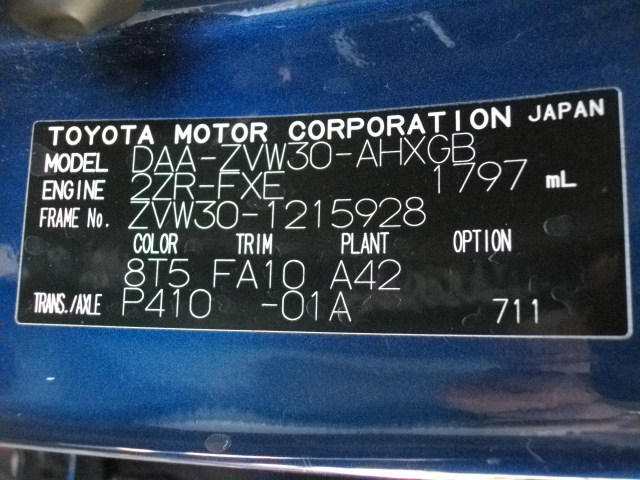 TOYOTA MOTOR CORPORATION JAPAN
MODEL DAA-ZVW30-AHXGB
ENGINE 2ZR-FXE 1797 mL
FRAME No. ZVW30-1215928
COLOR TRIM PLANT OPTION
8T5 FA10 A42
TRANS./AXLE P410 -01A 711